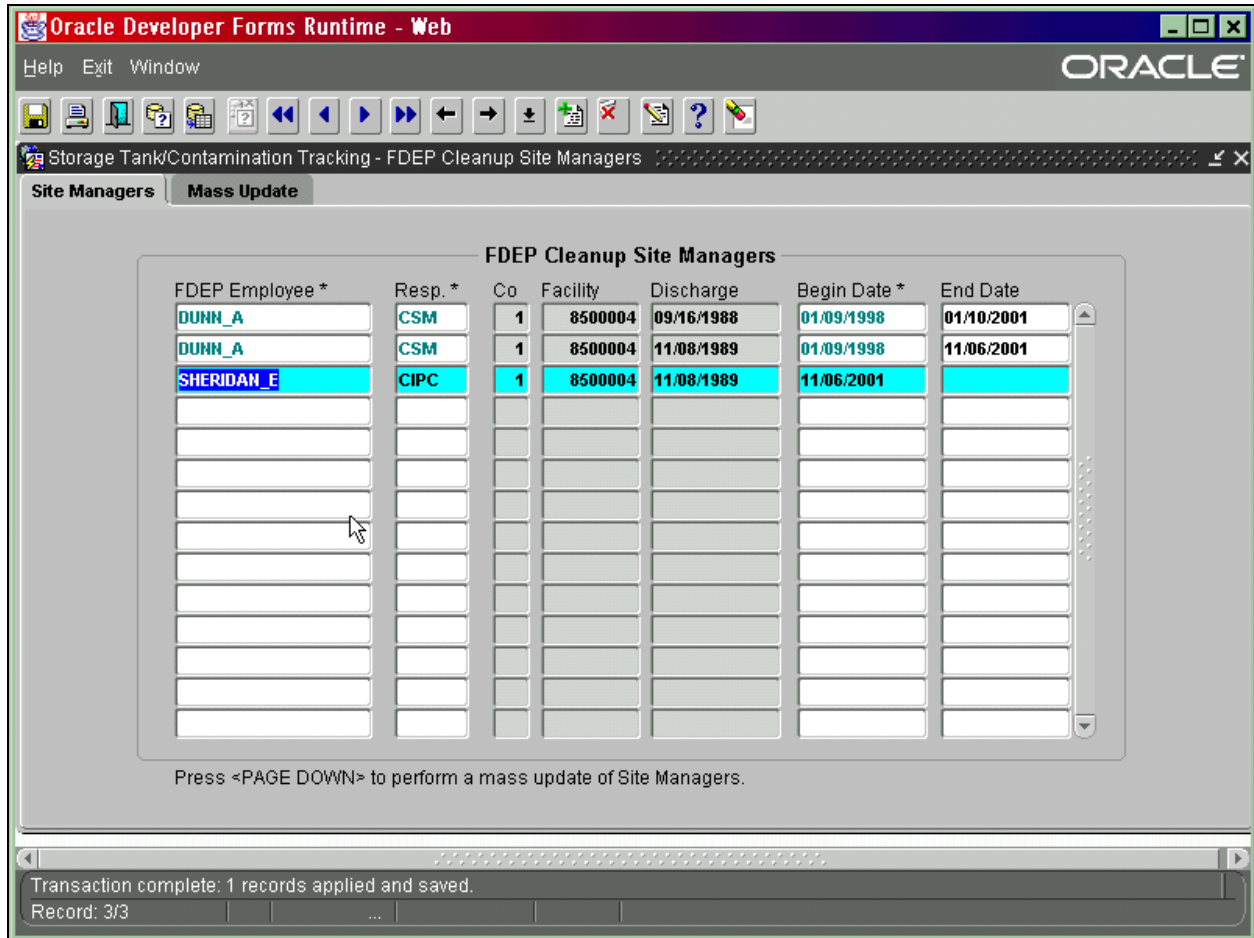 Oracle Developer Forms Runtime - Web
Help Exit Window ORACLE
Storage Tank/Contamination Tracking - FDEP Cleanup Site Managers
Site Managers Mass Update
FDEP Cleanup Site Managers
FDEP Employee * Resp. * Co Facility Discharge Begin Date * End Date
DUNN_A CSM 1 8500004 09/16/1988 01/09/1998 01/10/2001
DUNN_A CSM 1 8500004 11/08/1989 01/09/1998 11/06/2001
SHERIDAN_E CIPC 1 8500004 11/08/1989 11/06/2001
Press <PAGE DOWN> to perform a mass update of Site Managers.
Transaction complete: 1 records applied and saved.
Record: 3/3 ...